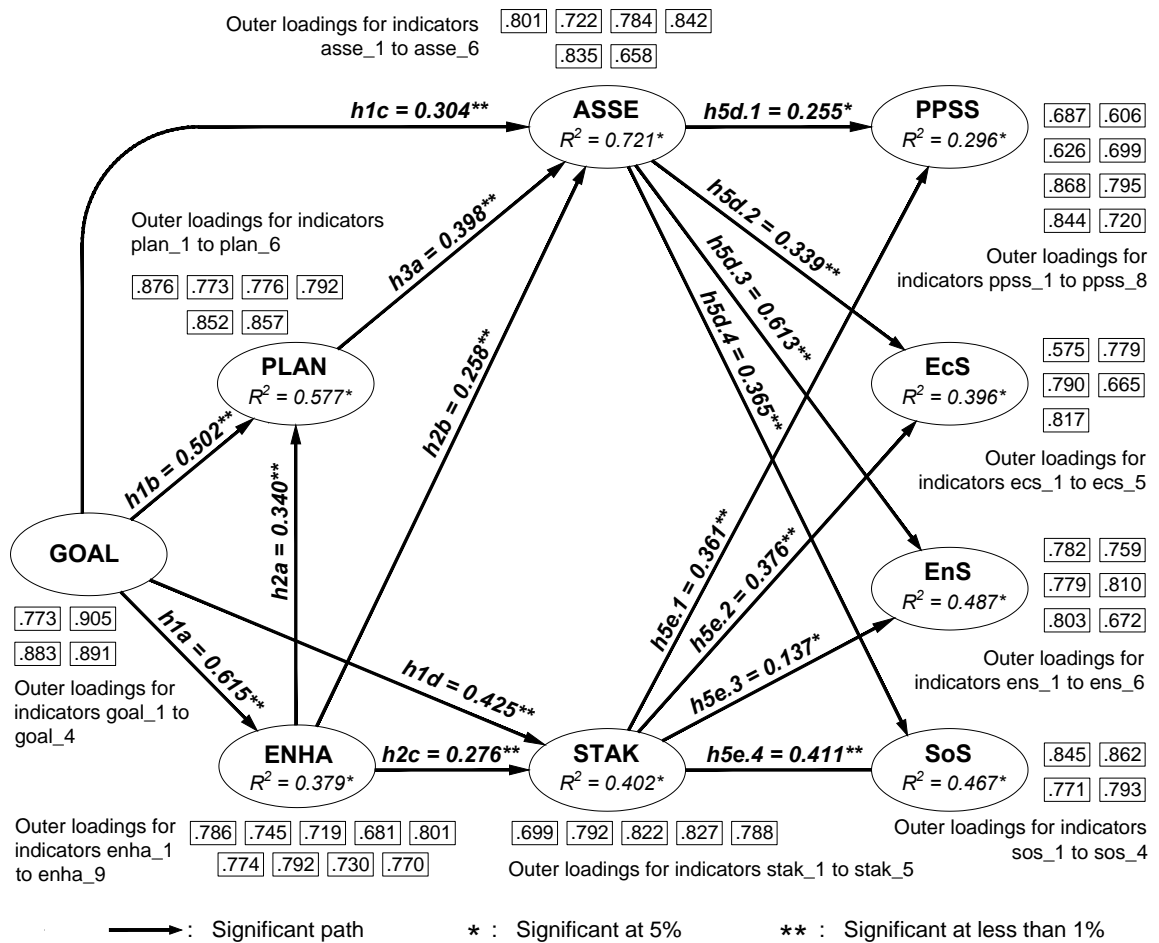 Outer loadings for indicators
asse_1 to asse_6
.801 .722 .784 .842
.835 .658
h1c = 0.304**
ASSE
R² = 0.721*
h5d.1 = 0.255*
PPSS
R² = 0.296*
.687 .606
.626 .699
.868 .795
.844 .720
Outer loadings for
indicators ppss_1 to ppss_8
Outer loadings for indicators
plan_1 to plan_6
.876 .773 .776 .792
.852 .857
h3a = 0.398**
h5d.2 = 0.339**
h5d.3 = 0.613**
h5d.4 = 0.365**
PLAN
R² = 0.577*
h2b = 0.258**
EcS
R² = 0.396*
.575 .779
.790 .665
.817
Outer loadings for
indicators ecs_1 to ecs_5
h1b = 0.502**
h2a = 0.340**
GOAL
.773 .905
.883 .891
Outer loadings for
indicators goal_1 to
goal_4
h1a = 0.615**
h1d = 0.425**
h5e.1 = 0.361**
h5e.2 = 0.376**
h5e.3 = 0.137*
EnS
R² = 0.487*
.782 .759
.779 .810
.803 .672
Outer loadings for
indicators ens_1 to ens_6
ENHA
R² = 0.379*
h2c = 0.276**
STAK
R² = 0.402*
h5e.4 = 0.411**
SoS
R² = 0.467*
.845 .862
.771 .793
Outer loadings for indicators
sos_1 to sos_4
Outer loadings for
indicators enha_1
to enha_9
.786 .745 .719 .681 .801
.774 .792 .730 .770
.699 .792 .822 .827 .788
Outer loadings for indicators stak_1 to stak_5
: Significant path * : Significant at 5% ** : Significant at less than 1%